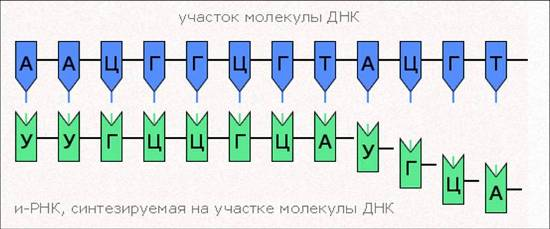 участок молекулы ДНК
А А Ц Г Г Ц Г Т А Ц Г Т
У У Г Ц Ц Г Ц А У Г Ц А
и-РНК, синтезируемая на участке молекулы ДНК